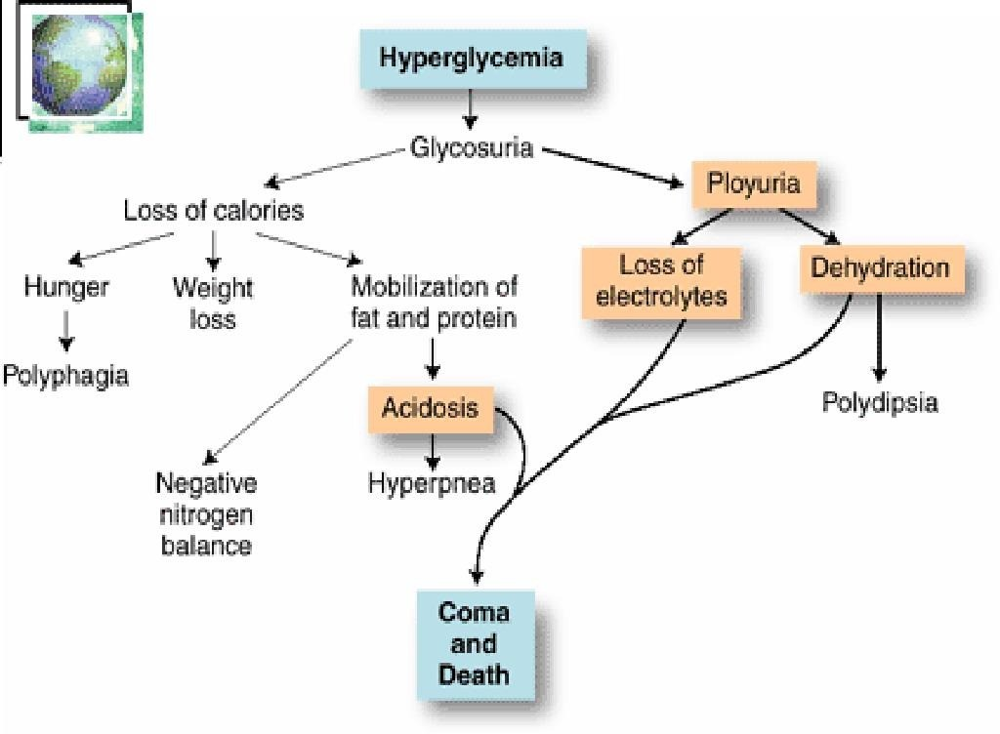 Hyperglycemia
Glycosuria
Ployuria
Loss of calories
Loss of
electrolytes
Dehydration
Hunger
Weight
loss
Mobilization of
fat and protein
Polyphagia
Acidosis
Polydipsia
Negative
nitrogen
balance
Hyperpnea
Coma
and
Death